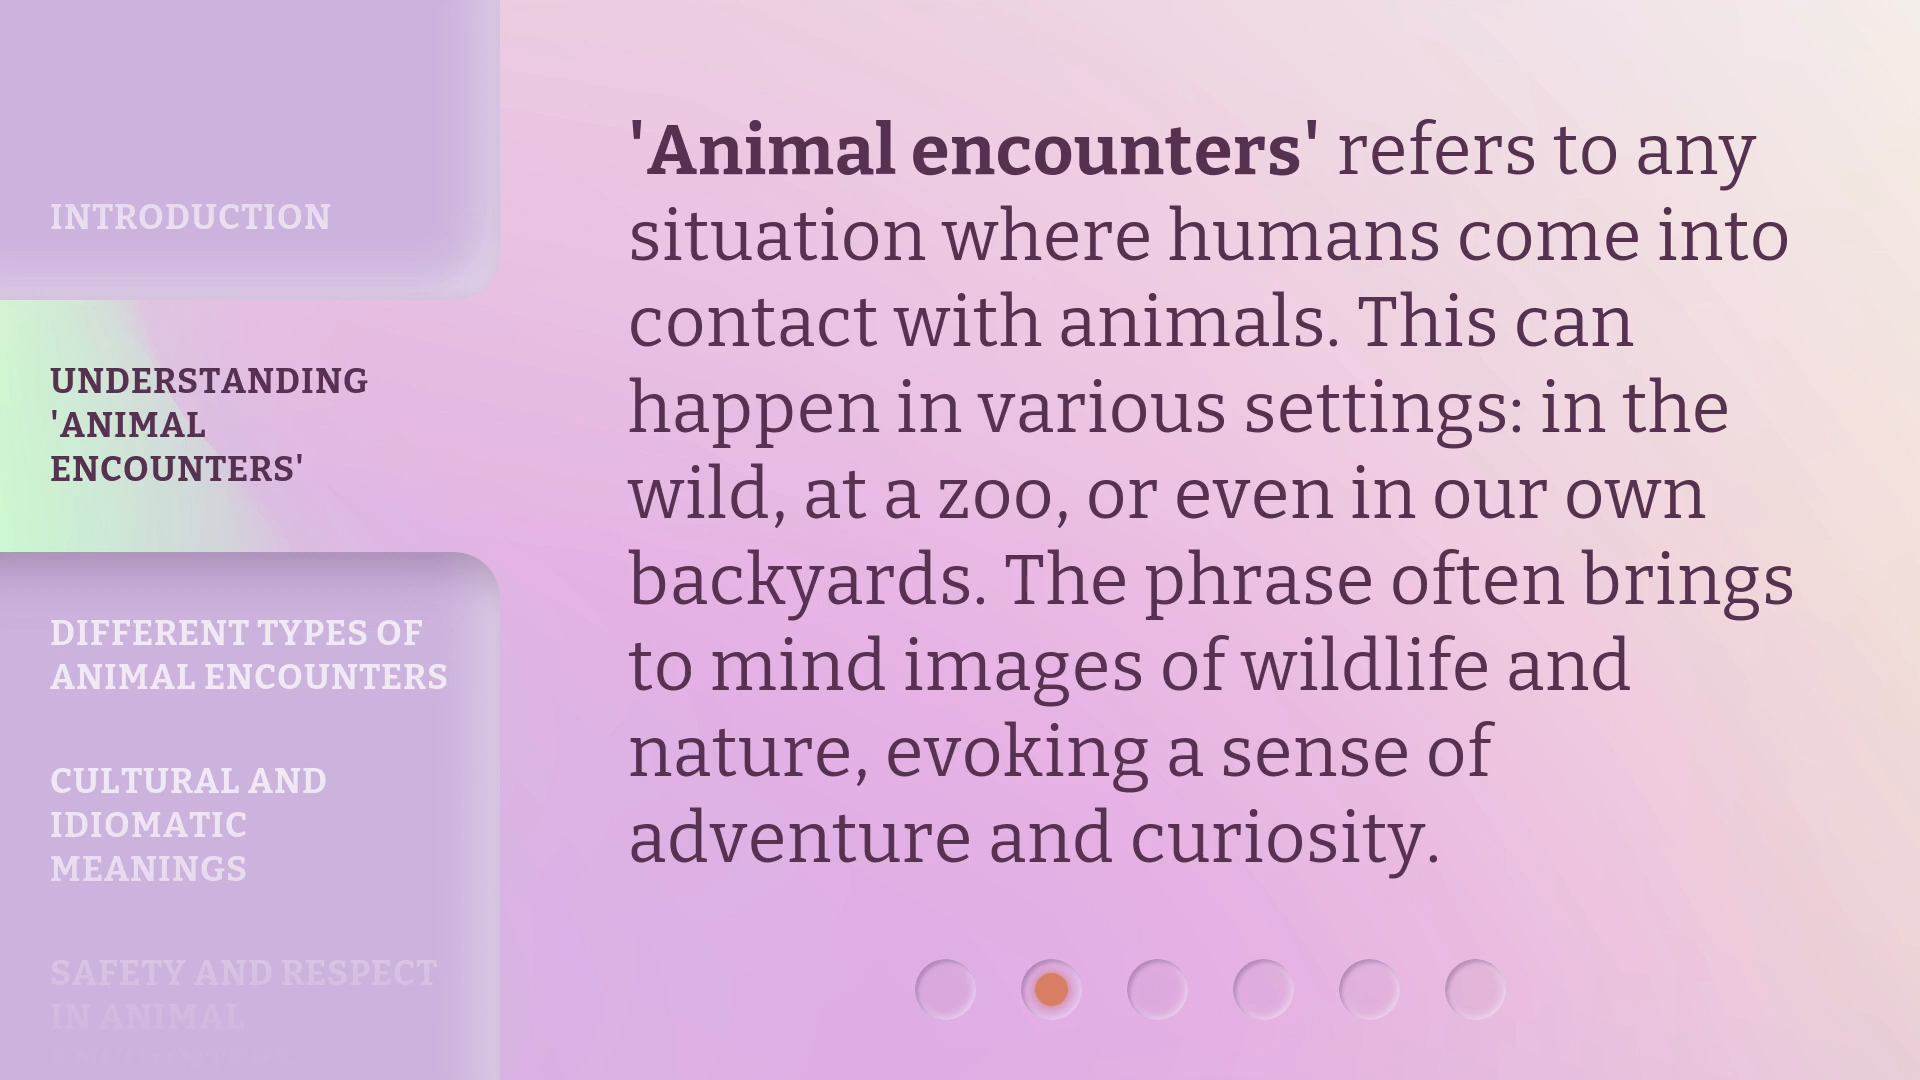 INTRODUCTION
UNDERSTANDING
'ANIMAL
ENCOUNTERS'
DIFFERENT TYPES OF
ANIMAL ENCOUNTERS
CULTURAL AND
IDIOMATIC
MEANINGS
SAFETY AND RESPECT
IN ANIMAL
'Animal encounters' refers to any
situation where humans come into
contact with animals. This can
happen in various settings: in the
wild, at a zoo, or even in our own
backyards. The phrase often brings
to mind images of wildlife and
nature, evoking a sense of
adventure and curiosity.